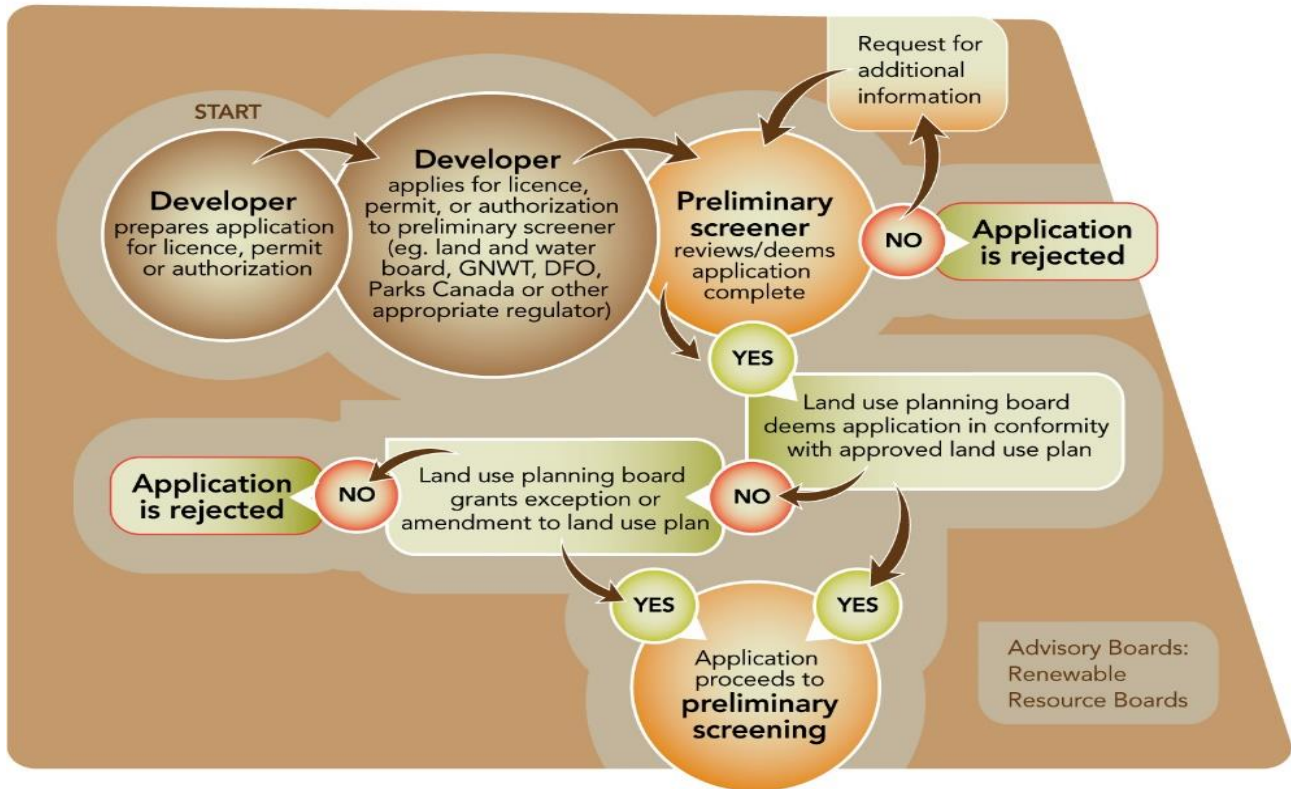 START
Developer
prepares application
for licence, permit
or authorization
Developer
applies for licence,
permit, or authorization
to preliminary screener
(eg. land and water
board, GNWT, DFO,
Parks Canada or other
appropriate regulator)
Preliminary
screener
reviews/deems
application
complete
Request for
additional
information
NO
Application
is rejected
YES
Land use planning board
deems application in conformity
with approved land use plan
NO
Land use planning board
grants exception or
amendment to land use plan
NO
Application
is rejected
YES
YES
Application
proceeds to
preliminary
screening
Advisory Boards:
Renewable
Resource Boards